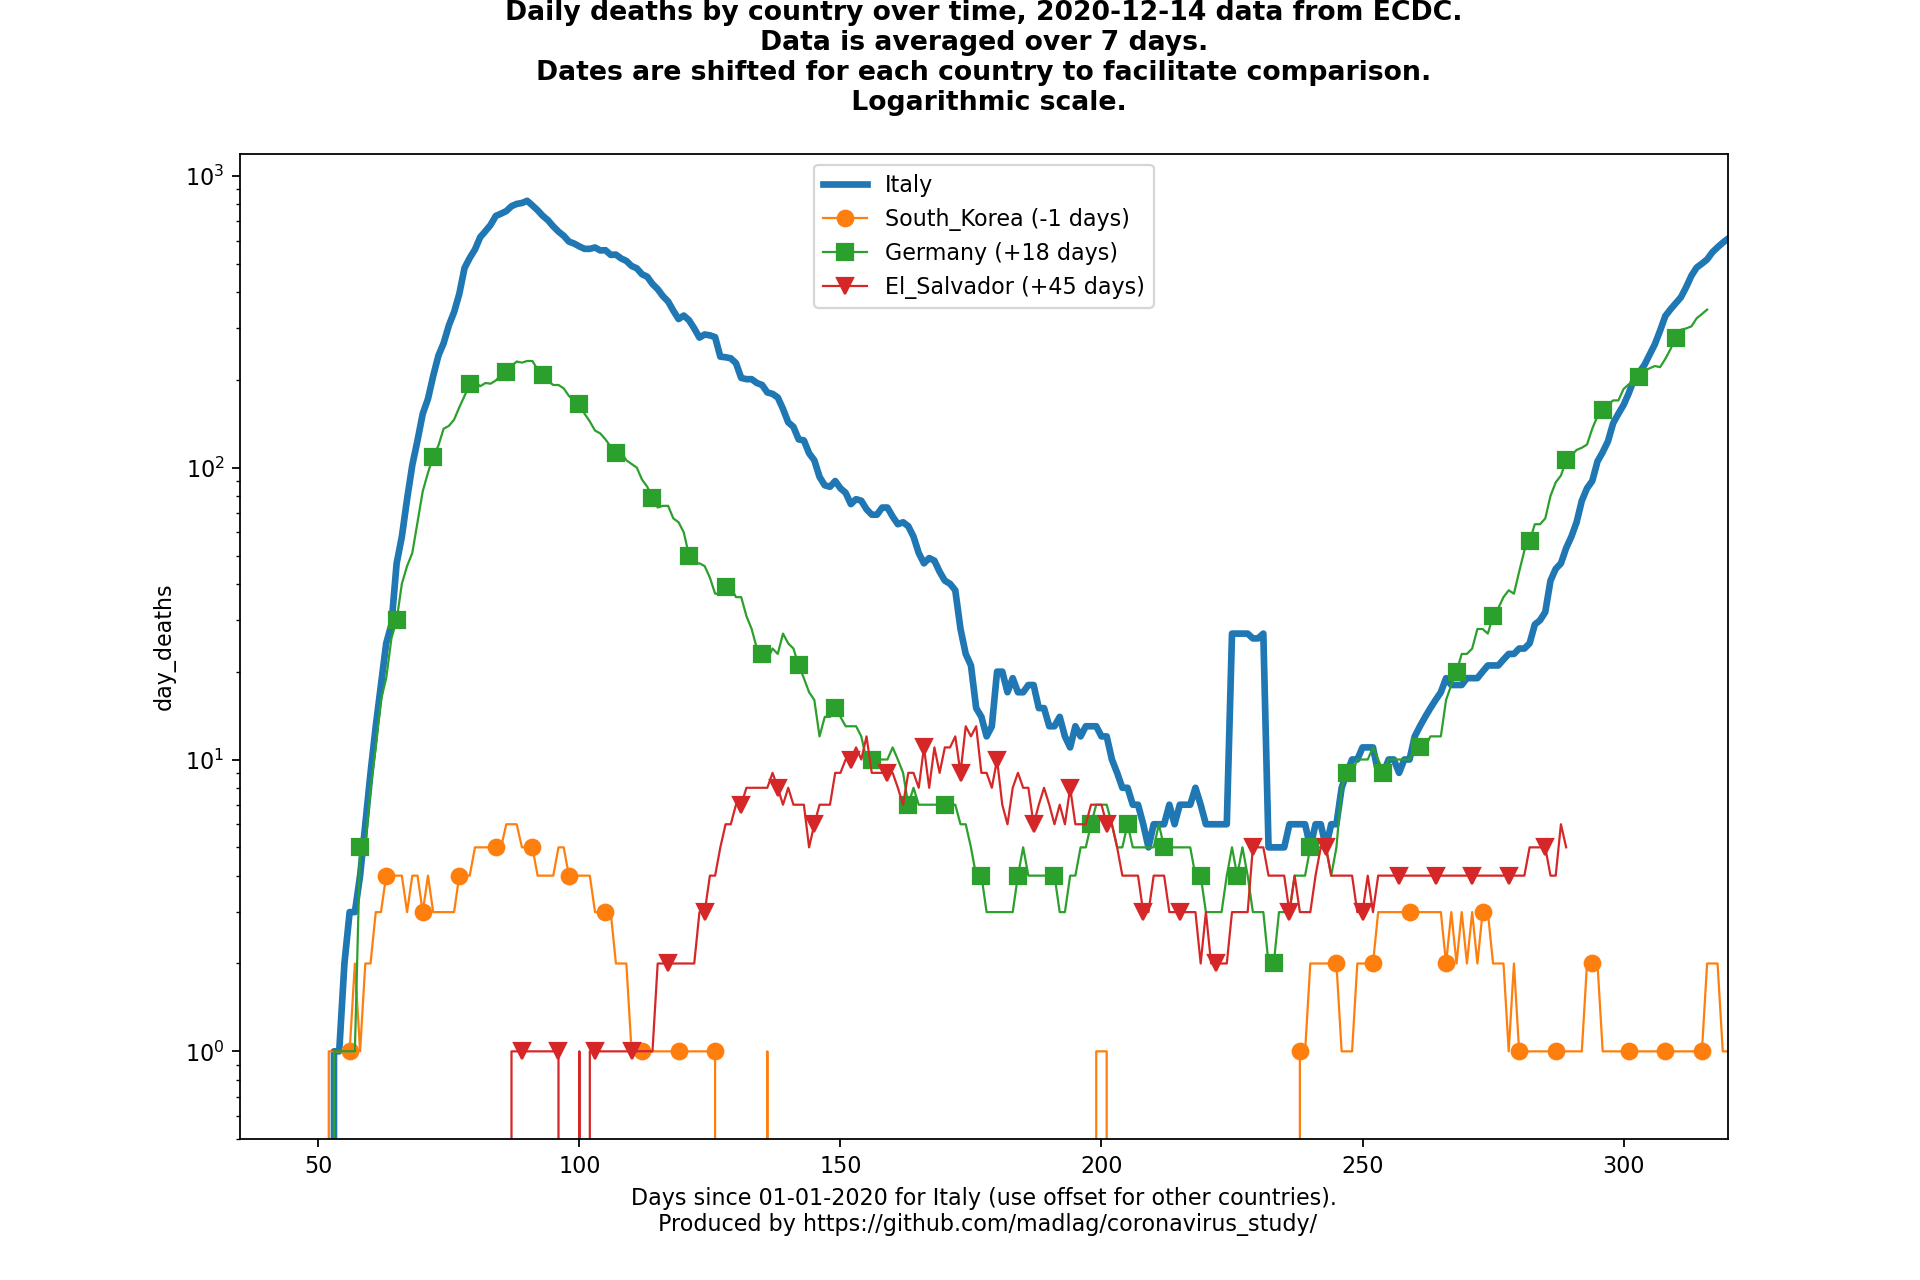 Daily deaths by country over time, 2020-12-14 data from ECDC.
Data is averaged over 7 days.
Dates are shifted for each country to facilitate comparison.
Logarithmic scale.
Italy
South_Korea (-1 days)
Germany (+18 days)
El_Salvador (+45 days)
day_deaths
10³
10²
10¹
10⁰
50 100 150 200 250 300
Days since 01-01-2020 for Italy (use offset for other countries).
Produced by https://github.com/madlag/coronavirus_study/